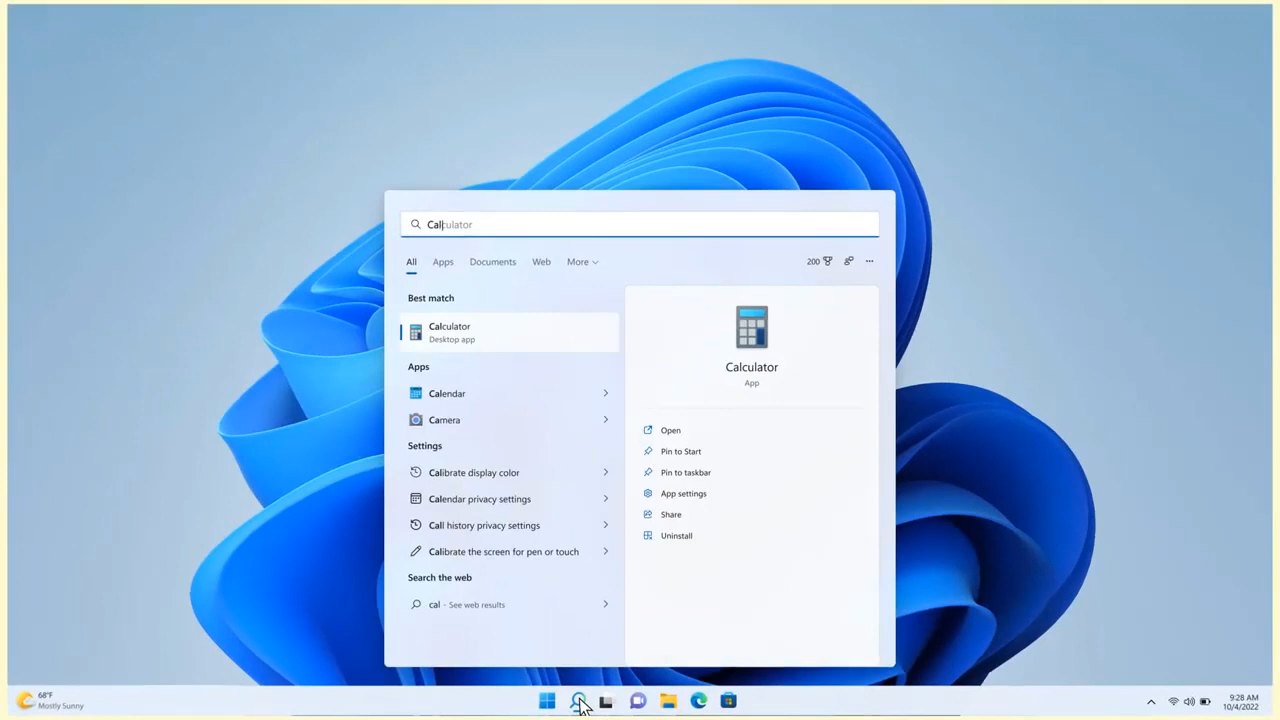 Calculator
All Apps Documents Web More 200
Best match
Calculator
Desktop app
Apps
Calendar
Camera
Settings
Calibrate display color
Calendar privacy settings
Call history privacy settings
Calibrate the screen for pen or touch
Search the web
cal - See web results
Calculator
App
Open
Pin to Start
Pin to taskbar
App settings
Share
Uninstall
68°F
Mostly Sunny
9:28 AM
10/4/2022